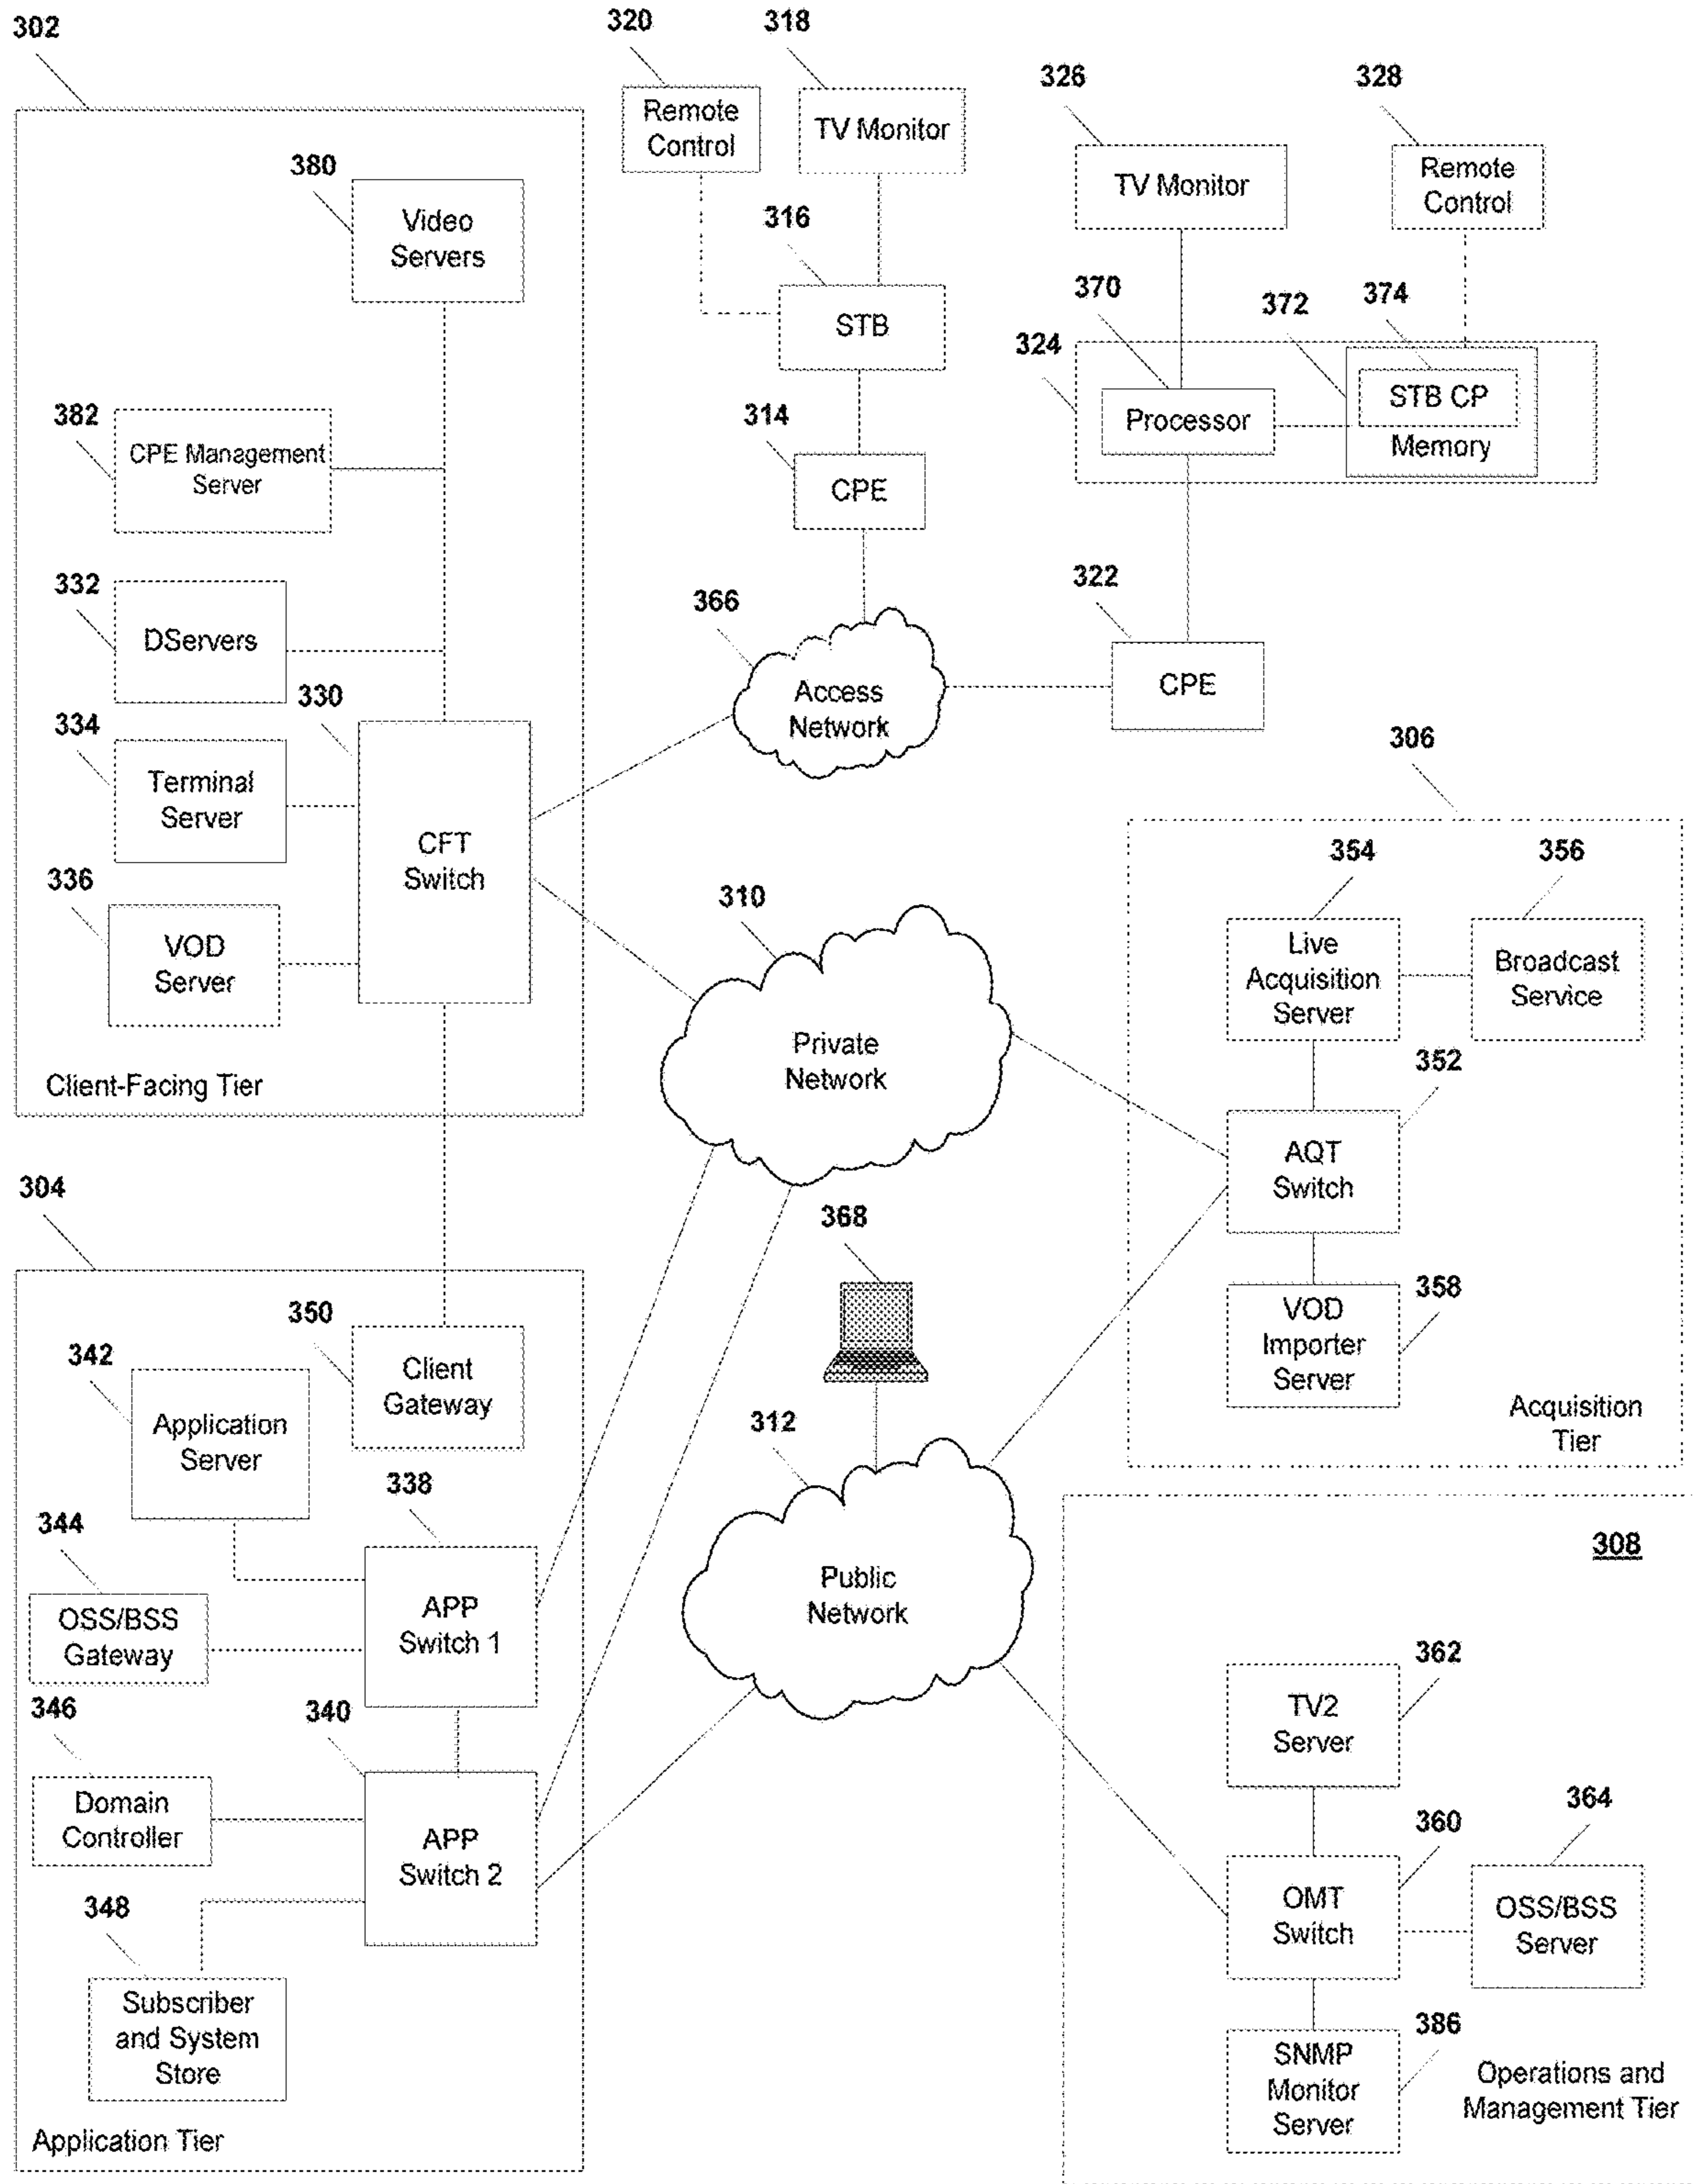 302
320
318
326
328
Remote
Control
TV Monitor
TV Monitor
Remote
Control
380
Video
Servers
316
STB
370
372
374
324
Processor
STB CP
Memory
382
CPE Management
Server
314
CPE
332
DServers
366
Access
Network
322
CPE
330
334
Terminal
Server
CFT
Switch
336
VOD
Server
Client-Facing Tier
310
Private
Network
306
354
356
Live
Acquisition
Server
Broadcast
Service
352
AQT
Switch
358
VOD
Importer
Server
Acquisition
Tier
304
350
Client
Gateway
342
Application
Server
338
344
OSS/BSS
Gateway
APP
Switch 1
346
340
Domain
Controller
APP
Switch 2
348
Subscriber
and System
Store
Application Tier
368
312
Public
Network
308
362
TV2
Server
360
364
OMT
Switch
OSS/BSS
Server
386
SNMP
Monitor
Server
Operations and
Management Tier